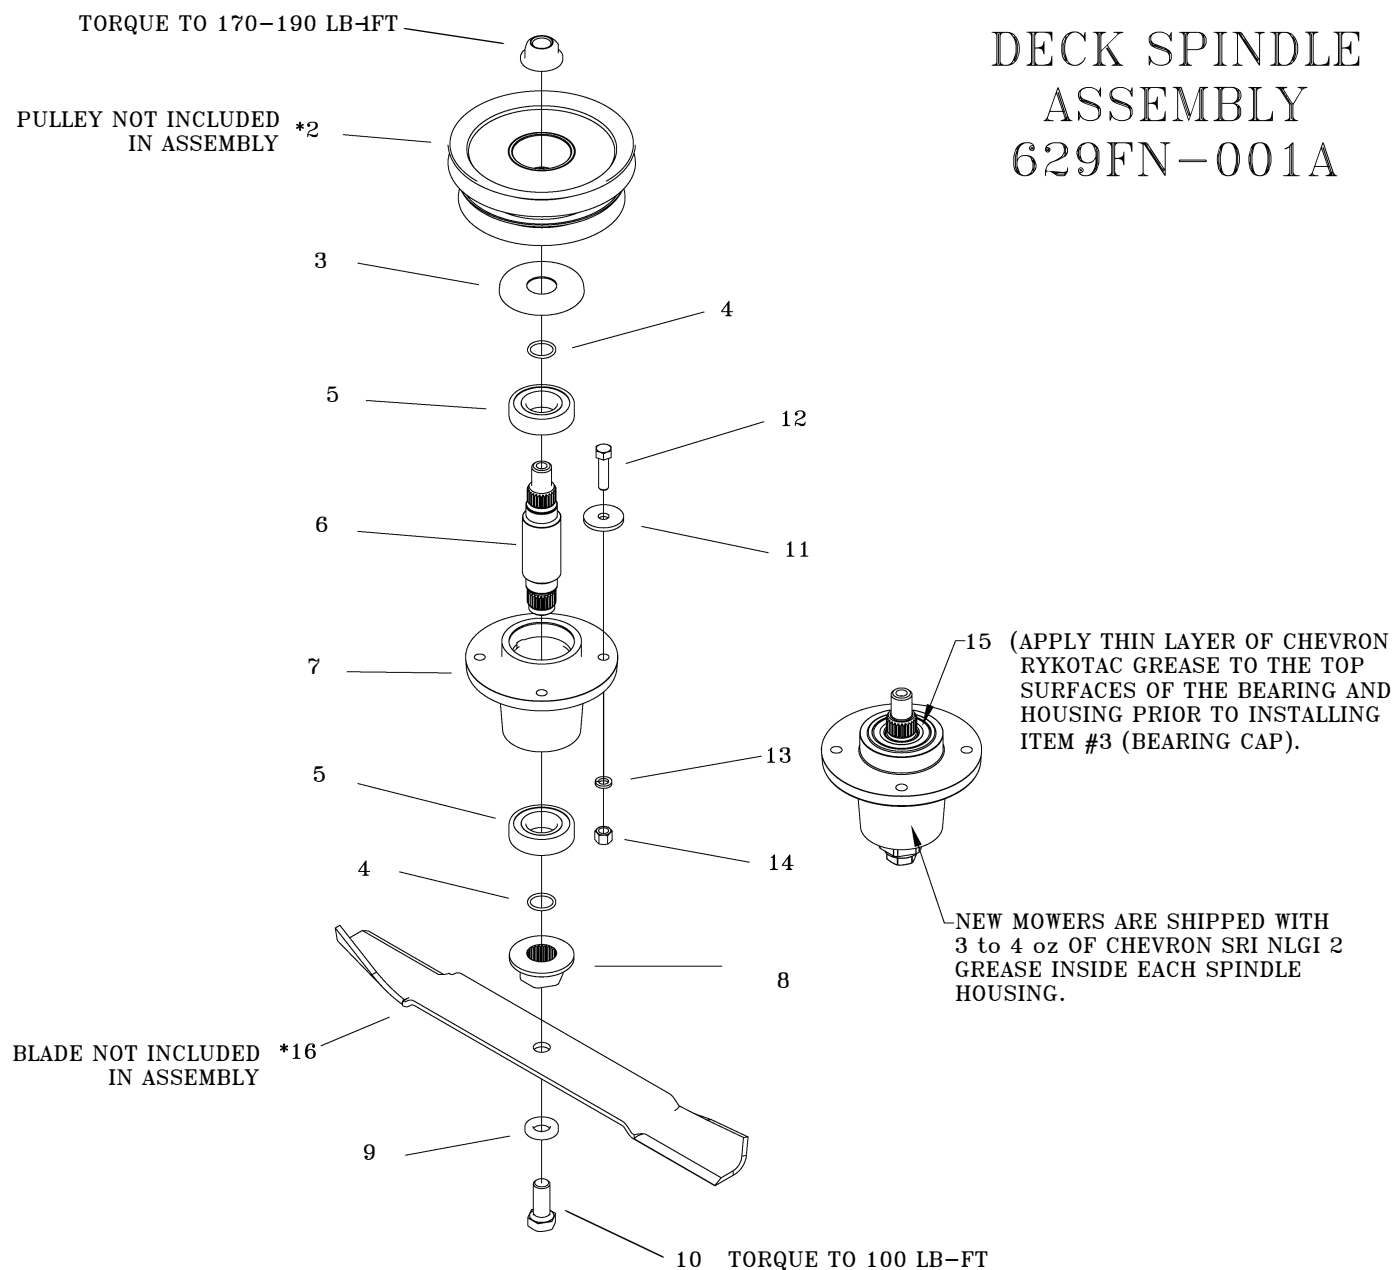 TORQUE TO 170-190 LB-FT 1
DECK SPINDLE
ASSEMBLY
629FN-001A
PULLEY NOT INCLUDED *2
IN ASSEMBLY
3
4
5
12
6
11
7
15 (APPLY THIN LAYER OF CHEVRON
RYKOTAC GREASE TO THE TOP
SURFACES OF THE BEARING AND
HOUSING PRIOR TO INSTALLING
ITEM #3 (BEARING CAP).
13
5
14
4
NEW MOWERS ARE SHIPPED WITH
3 to 4 oz OF CHEVRON SRI NLGI 2
GREASE INSIDE EACH SPINDLE
HOUSING.
8
BLADE NOT INCLUDED *16
IN ASSEMBLY
9
10 TORQUE TO 100 LB-FT